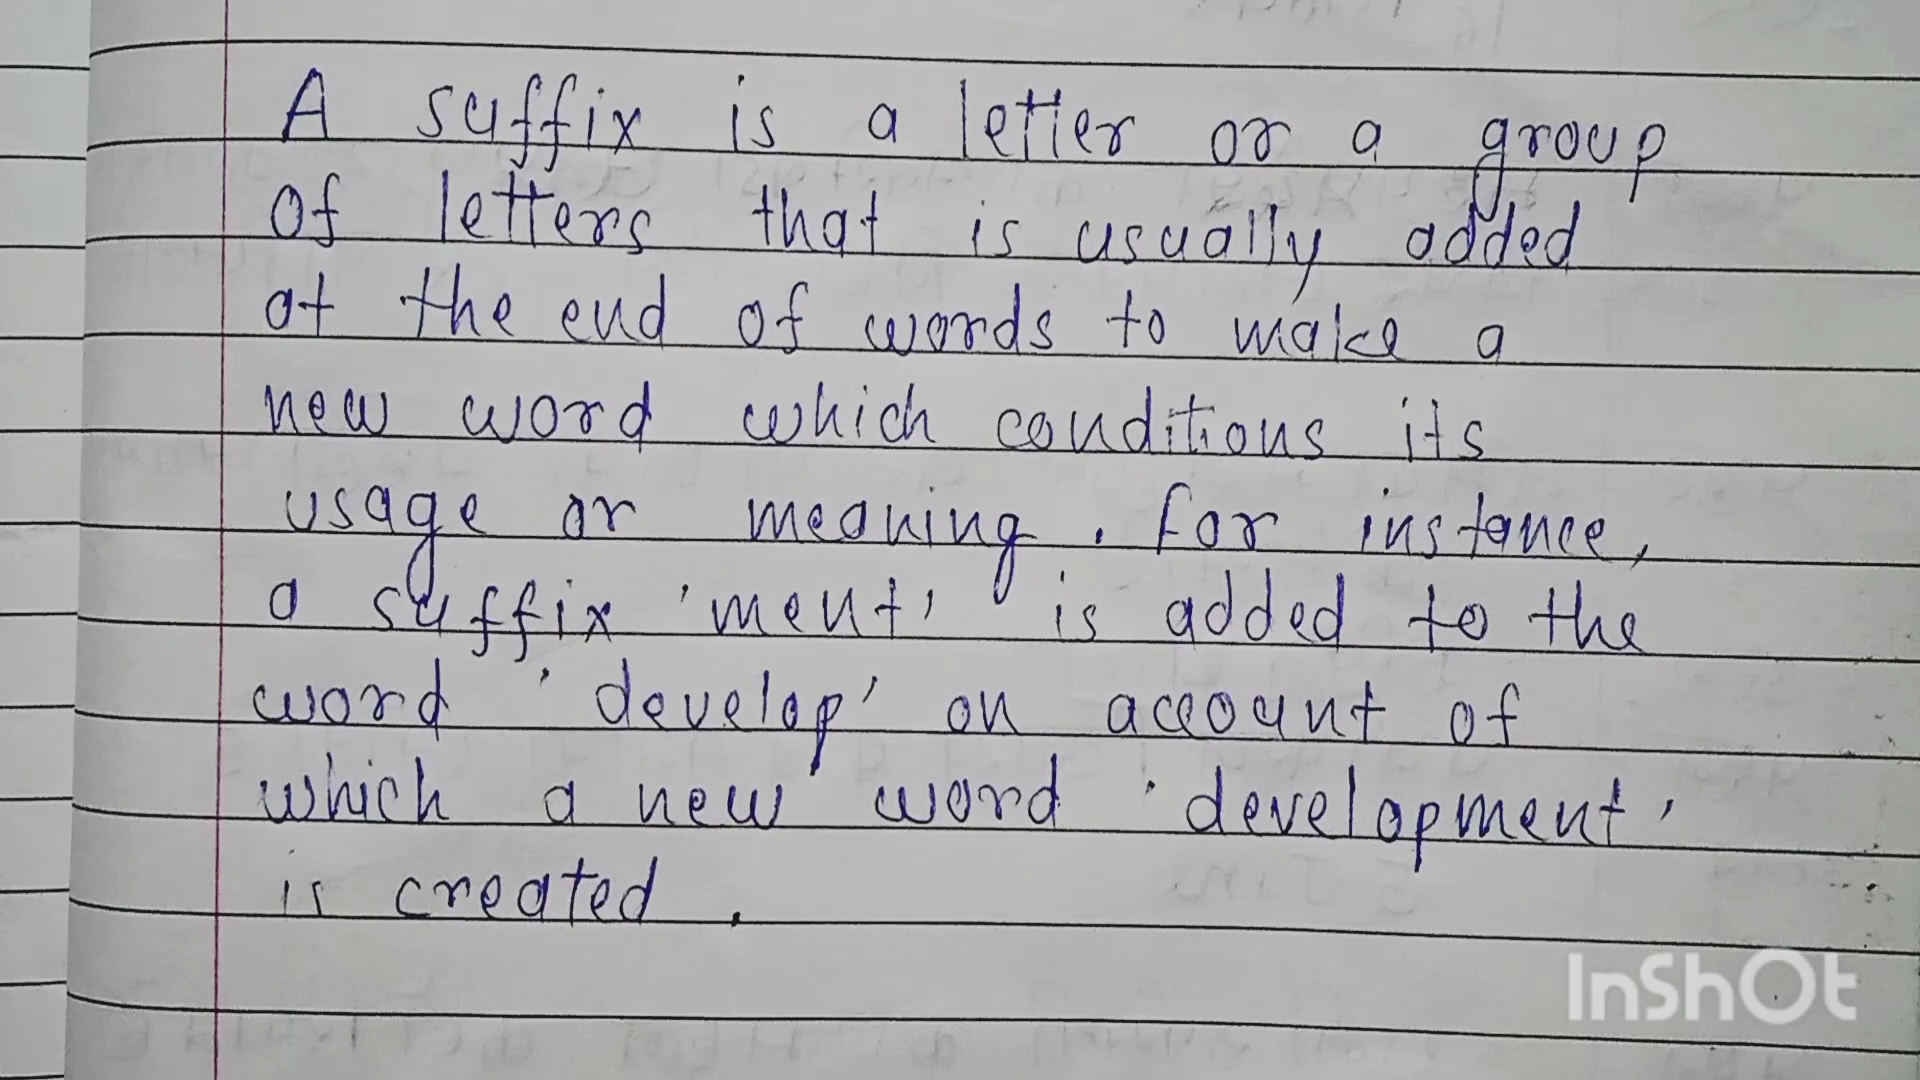 A suffix is a letter or a group
of letters that is usually added
at the end of words to make a
new word which conditions its
usage or meaning. For instance,
a suffix 'ment' is added to the
word 'develop' on account of
which a new word 'development'
is created.
InShOt